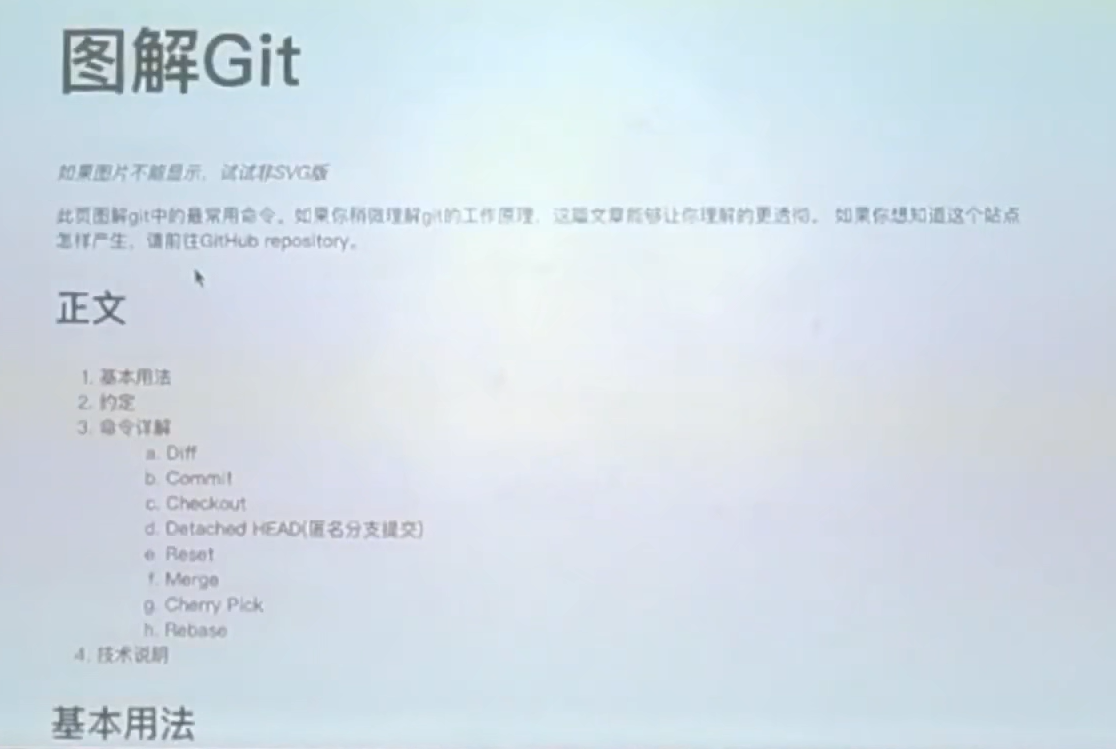 图解Git
如果图片不能显示，试试非SVG版
此页图解git中的最常用命令。如果你稍微理解git的工作原理，这篇文章能够让你理解的更透彻。 如果你想知道这个站点
怎样产生，请前往GitHub repository。
正文
1. 基本用法
2. 约定
3. 命令详解
a. Diff
b. Commit
c. Checkout
d. Detached HEAD(匿名分支提交)
e. Reset
f. Merge
g. Cherry Pick
h. Rebase
4. 技术说明
基本用法